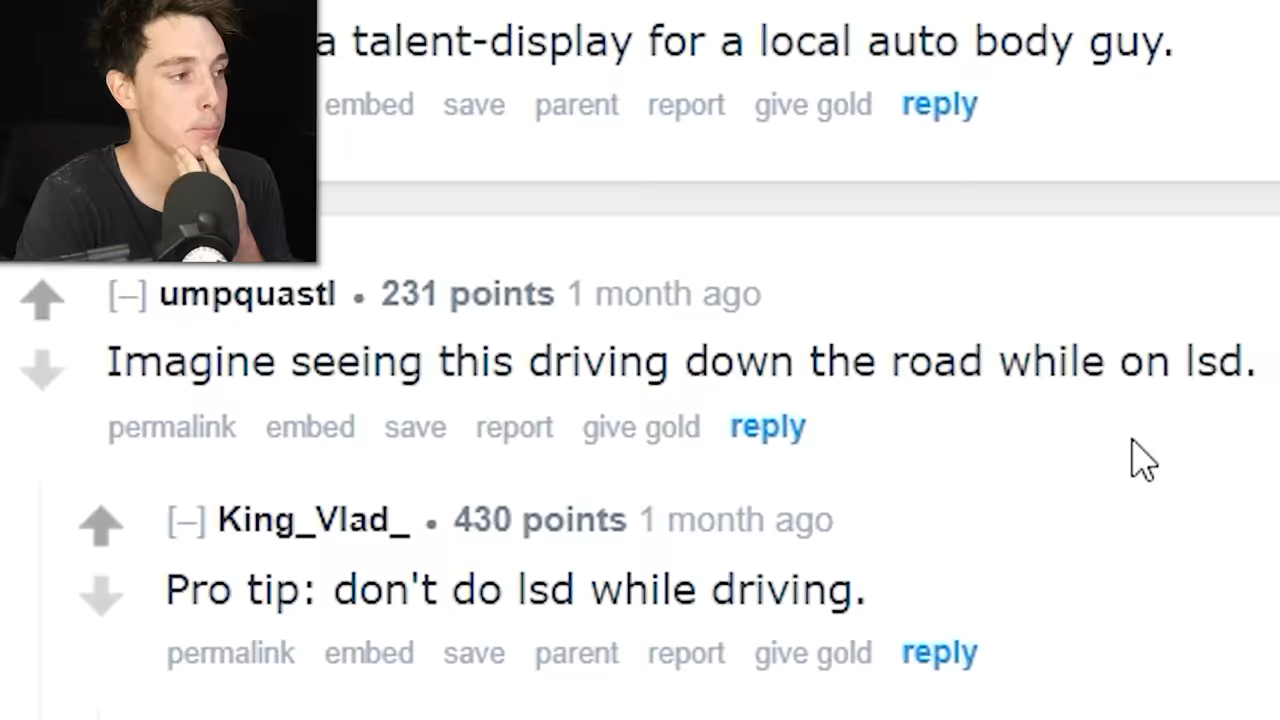 a talent-display for a local auto body guy.
embed save parent report give gold reply
[–] umpquastl • 231 points 1 month ago
Imagine seeing this driving down the road while on lsd.
permalink embed save report give gold reply
[–] King_Vlad_ • 430 points 1 month ago
Pro tip: don't do lsd while driving.
permalink embed save parent report give gold reply